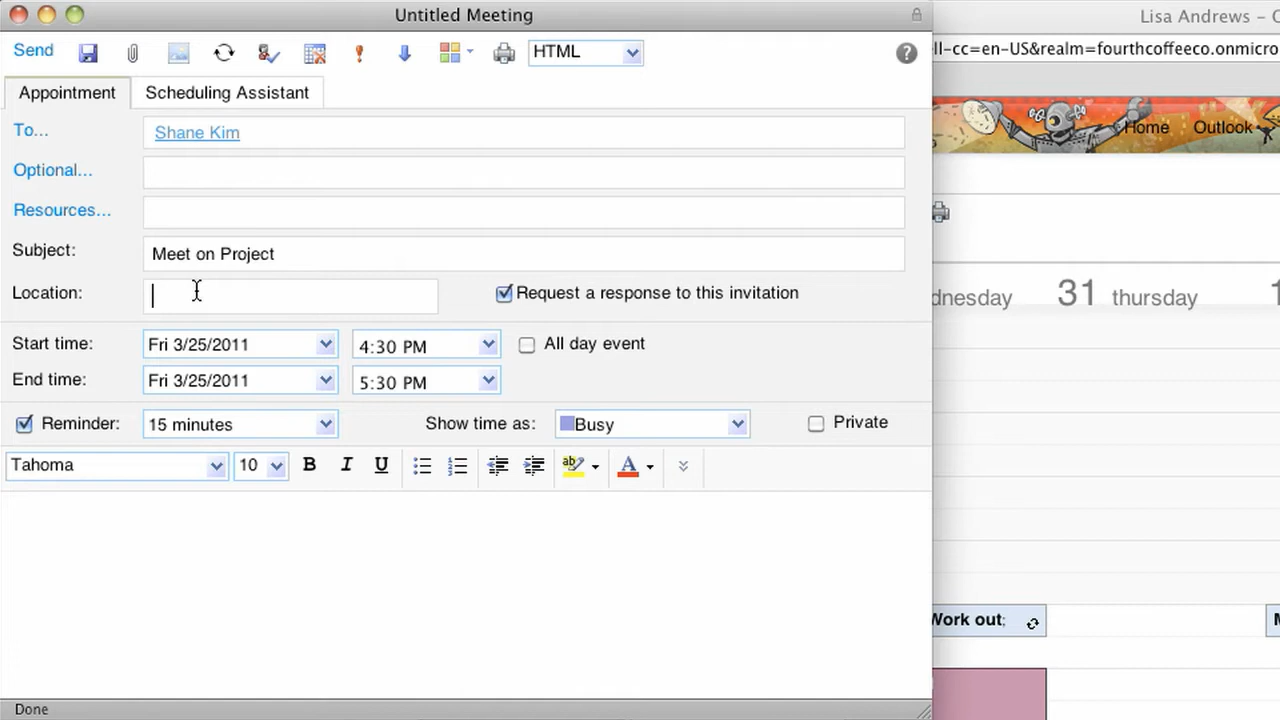 Untitled Meeting
Lisa Andrews – C
Send
HTML
ll-cc=en-US&realm=fourthcoffeeco.onmicro
Appointment
Scheduling Assistant
To...
Shane Kim
Home
Outlook
Optional...
Resources...
Subject:
Meet on Project
Location:
Request a response to this invitation
dnesday
31 thursday
1
Start time:
Fri 3/25/2011
4:30 PM
All day event
End time:
Fri 3/25/2011
5:30 PM
Reminder:
15 minutes
Show time as:
Busy
Private
Tahoma
10
B I U
ab
A
Work out;
M
Done